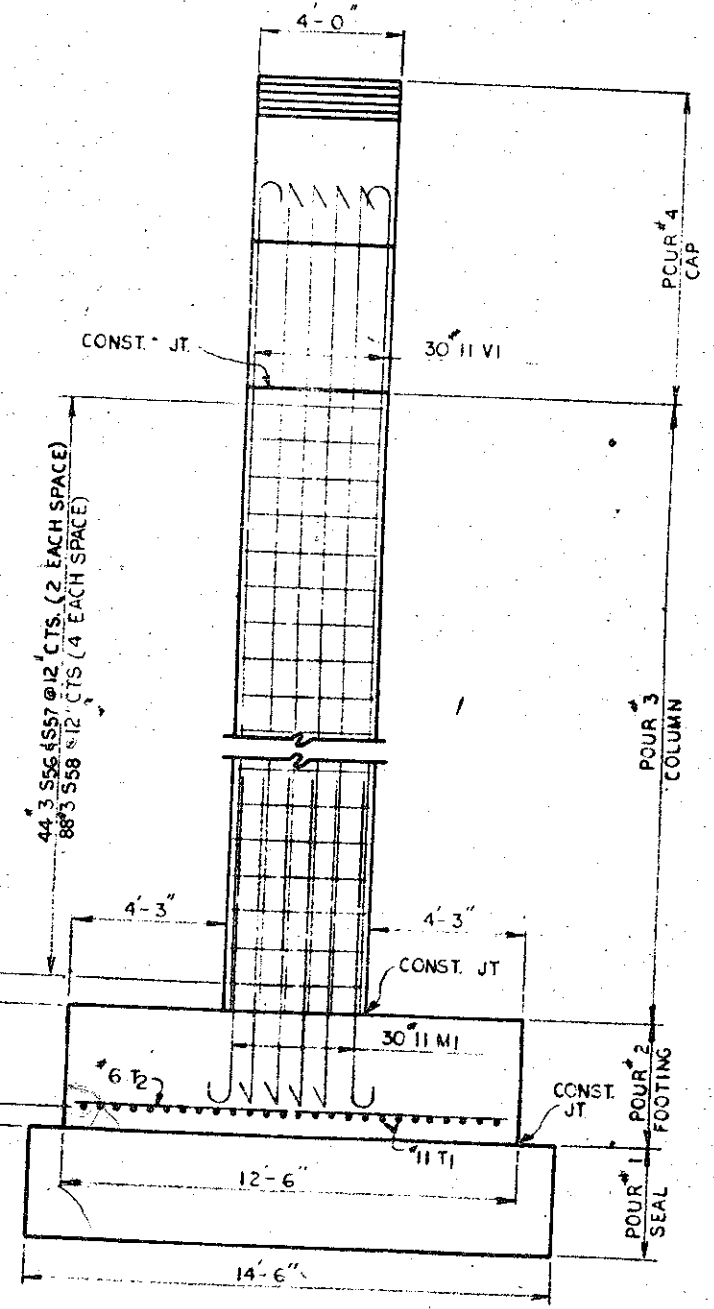 4'-0"
POUR #4
CAP
CONST. JT.
30 #11 V1
44 #3 S56 & S57 @ 12" CTS. (2 EACH SPACE)
88 #3 S58 @ 12" CTS (4 EACH SPACE)
POUR #3
COLUMN
4'-3"
4'-3"
CONST. JT
30 #11 M1
#6 T2
CONST.
JT.
POUR #2
FOOTING
#11 T1
12'-6"
POUR #1
SEAL
14'-6"